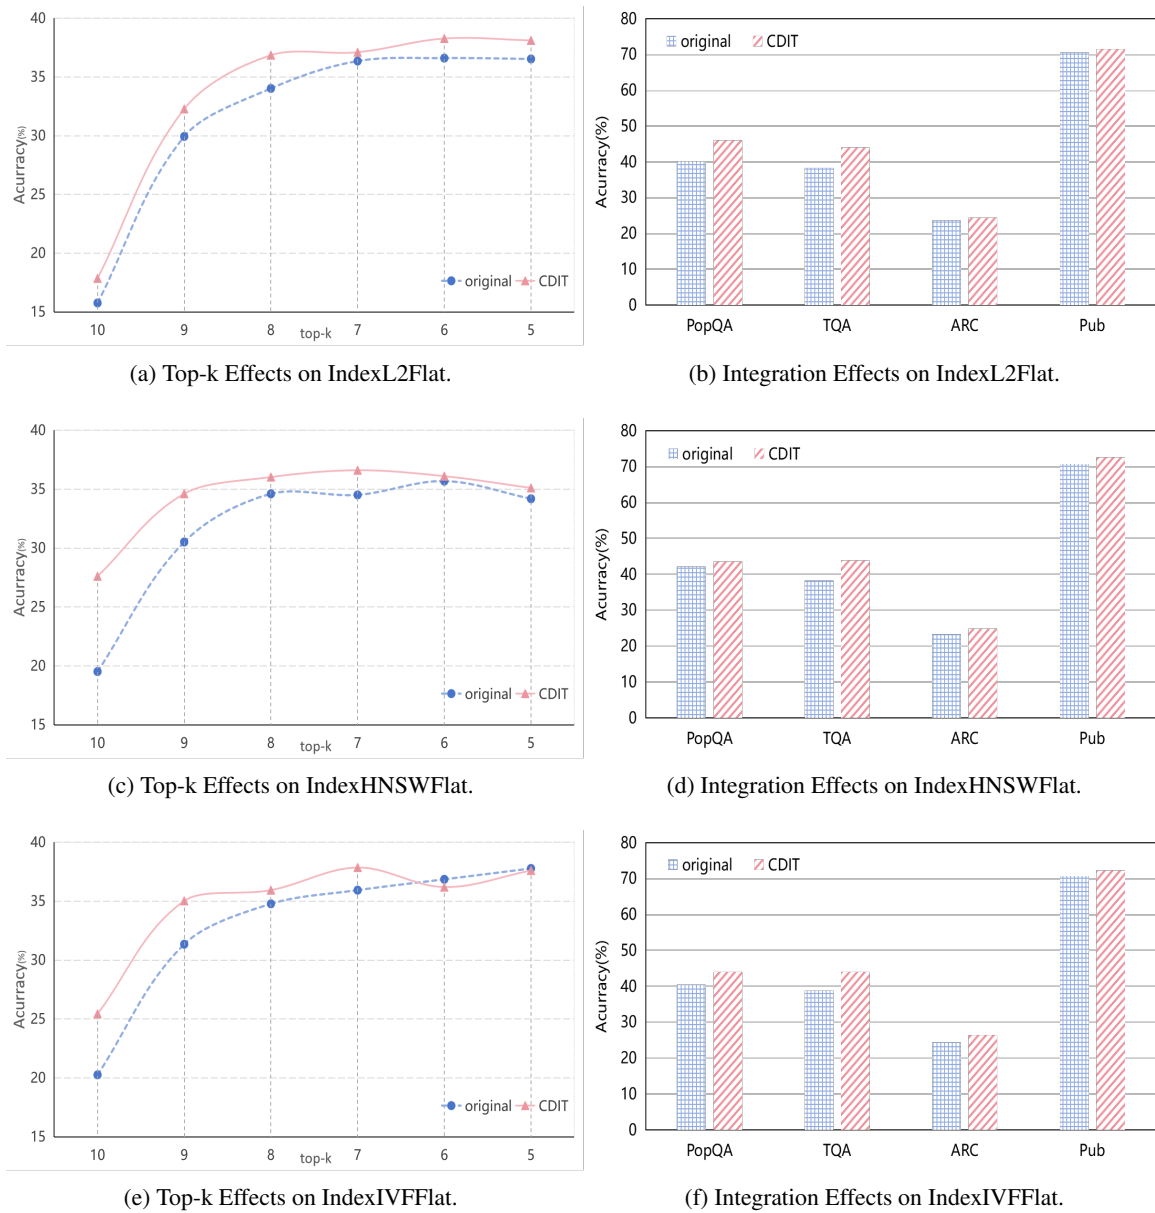 40
35
30
25
20
15
Acurracy(%)
10 9 8 7 6 5
top-k
original CDIT
(a) Top-k Effects on IndexL2Flat.
80
70
60
50
40
30
20
10
0
Acurracy(%)
original CDIT
PopQA TQA ARC Pub
(b) Integration Effects on IndexL2Flat.
40
35
30
25
20
15
Acurracy(%)
10 9 8 7 6 5
top-k
original CDIT
(c) Top-k Effects on IndexHNSWFlat.
80
70
60
50
40
30
20
10
0
Acurracy(%)
original CDIT
PopQA TQA ARC Pub
(d) Integration Effects on IndexHNSWFlat.
40
35
30
25
20
15
Acurracy(%)
10 9 8 7 6 5
top-k
original CDIT
(e) Top-k Effects on IndexIVFFlat.
80
70
60
50
40
30
20
10
0
Acurracy(%)
original CDIT
PopQA TQA ARC Pub
(f) Integration Effects on IndexIVFFlat.